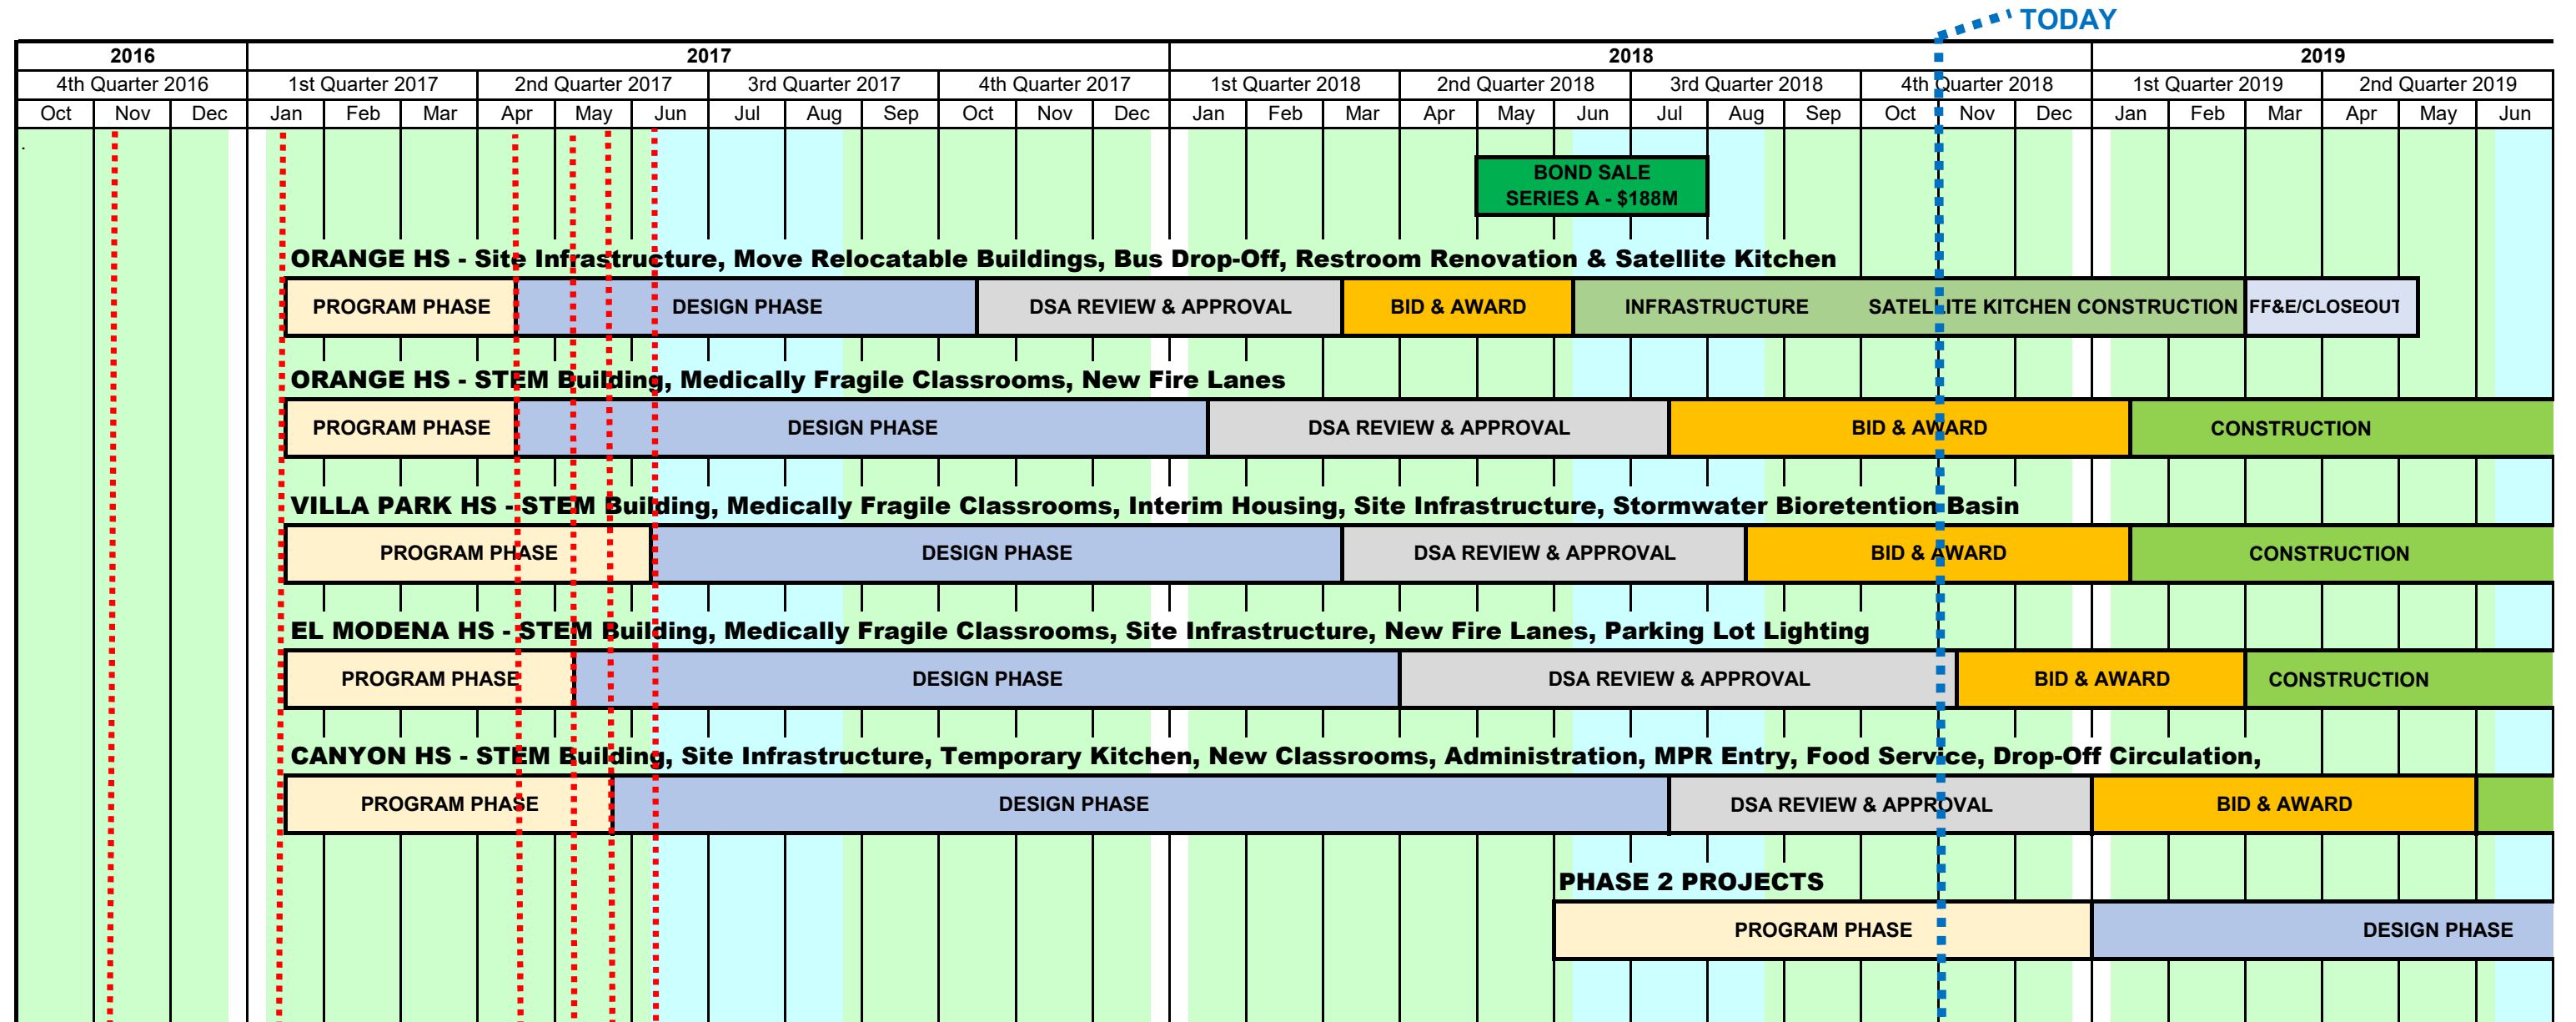 TODAY
2016 2017 2018 2019
4th Quarter 2016 1st Quarter 2017 2nd Quarter 2017 3rd Quarter 2017 4th Quarter 2017 1st Quarter 2018 2nd Quarter 2018 3rd Quarter 2018 4th Quarter 2018 1st Quarter 2019 2nd Quarter 2019
Oct Nov Dec Jan Feb Mar Apr May Jun Jul Aug Sep Oct Nov Dec Jan Feb Mar Apr May Jun Jul Aug Sep Oct Nov Dec Jan Feb Mar Apr May Jun
BOND SALE
SERIES A - $188M
ORANGE HS - Site Infrastructure, Move Relocatable Buildings, Bus Drop-Off, Restroom Renovation & Satellite Kitchen
PROGRAM PHASE DESIGN PHASE DSA REVIEW & APPROVAL BID & AWARD INFRASTRUCTURE SATELLITE KITCHEN CONSTRUCTION FF&E/CLOSEOUT
ORANGE HS - STEM Building, Medically Fragile Classrooms, New Fire Lanes
PROGRAM PHASE DESIGN PHASE DSA REVIEW & APPROVAL BID & AWARD CONSTRUCTION
VILLA PARK HS - STEM Building, Medically Fragile Classrooms, Interim Housing, Site Infrastructure, Stormwater Bioretention Basin
PROGRAM PHASE DESIGN PHASE DSA REVIEW & APPROVAL BID & AWARD CONSTRUCTION
EL MODENA HS - STEM Building, Medically Fragile Classrooms, Site Infrastructure, New Fire Lanes, Parking Lot Lighting
PROGRAM PHASE DESIGN PHASE DSA REVIEW & APPROVAL BID & AWARD CONSTRUCTION
CANYON HS - STEM Building, Site Infrastructure, Temporary Kitchen, New Classrooms, Administration, MPR Entry, Food Service, Drop-Off Circulation,
PROGRAM PHASE DESIGN PHASE DSA REVIEW & APPROVAL BID & AWARD
PHASE 2 PROJECTS
PROGRAM PHASE DESIGN PHASE